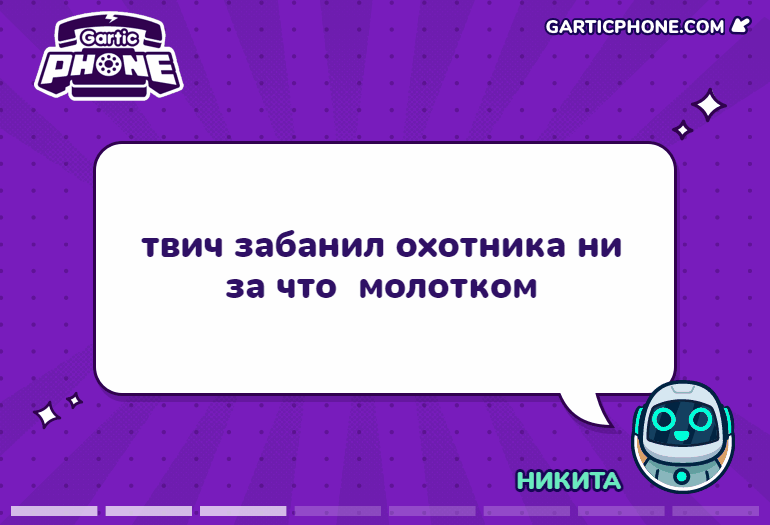 Gartic
PHONE
GARTICPHONE.COM
твич забанил охотника ни
за что  молотком
НИКИТА